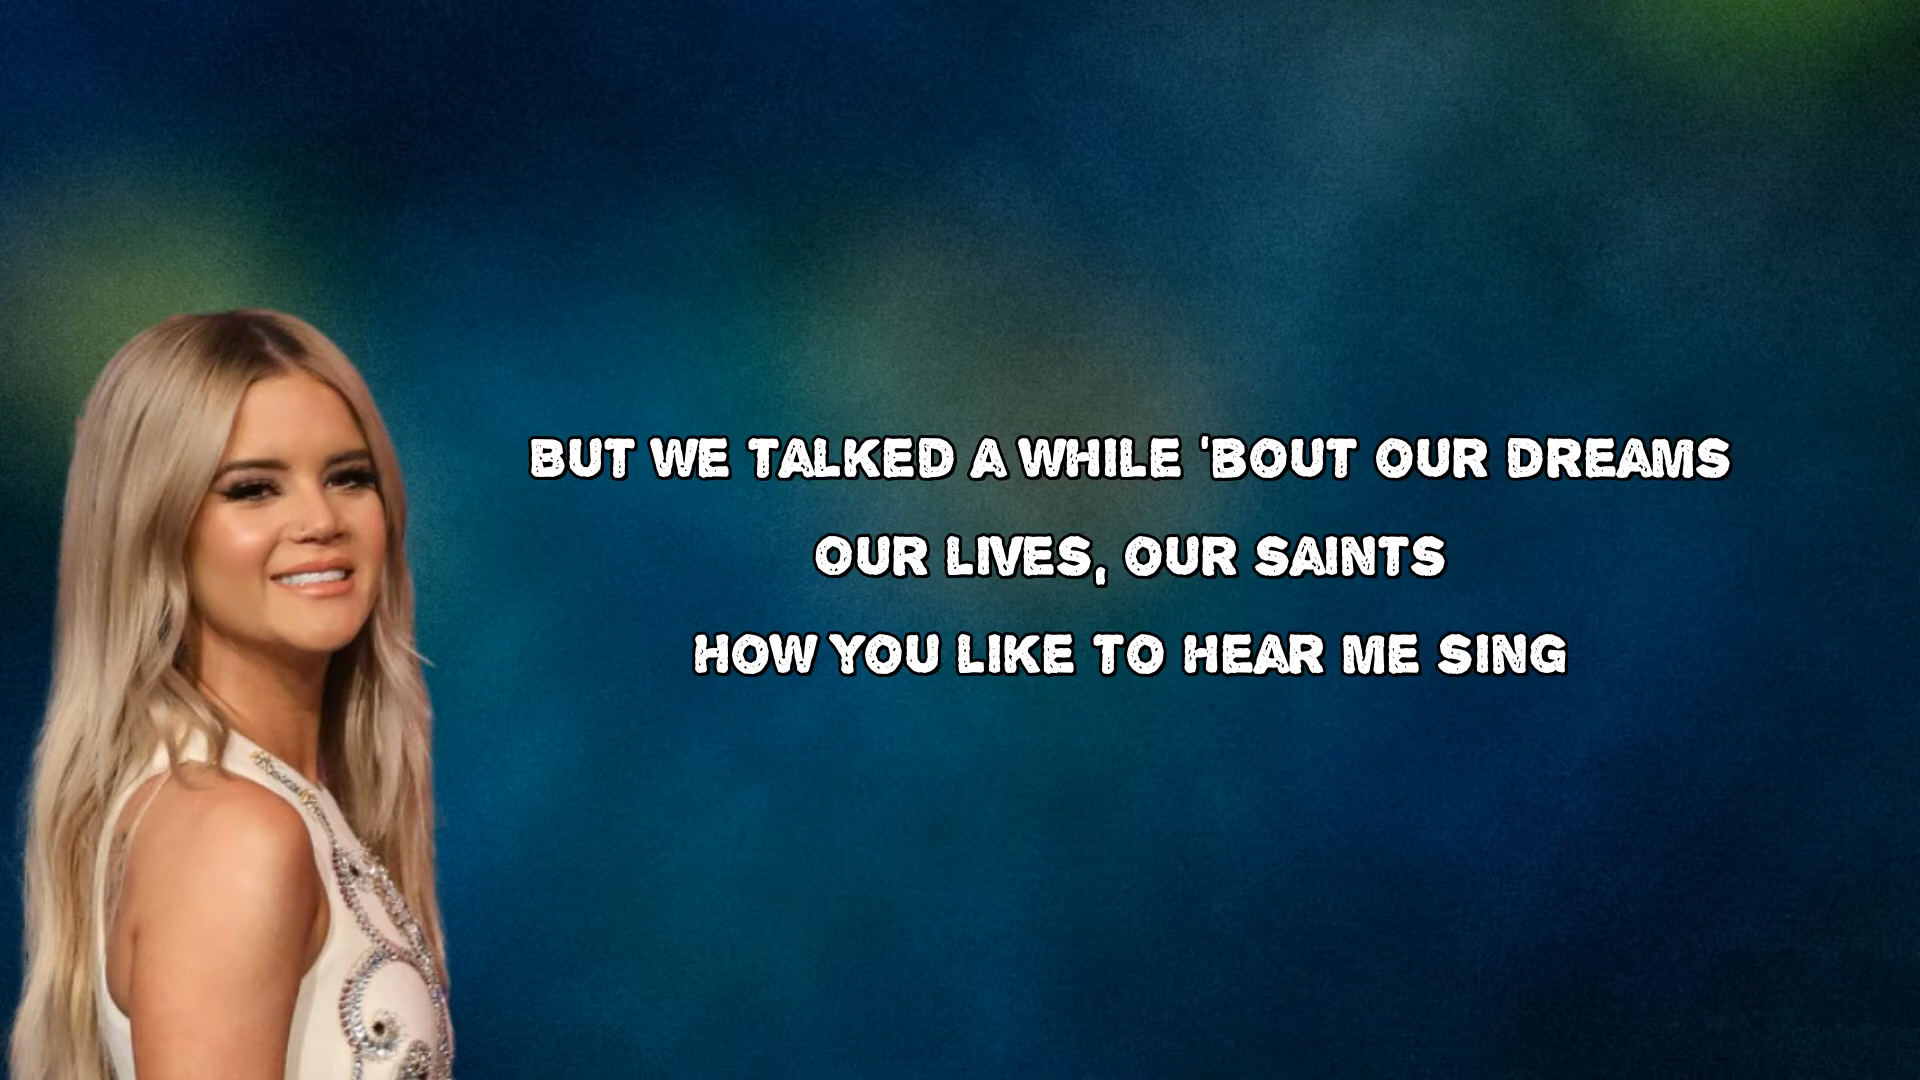 BUT WE TALKED A WHILE 'BOUT OUR DREAMS
OUR LIVES, OUR SAINTS
HOW YOU LIKE TO HEAR ME SING